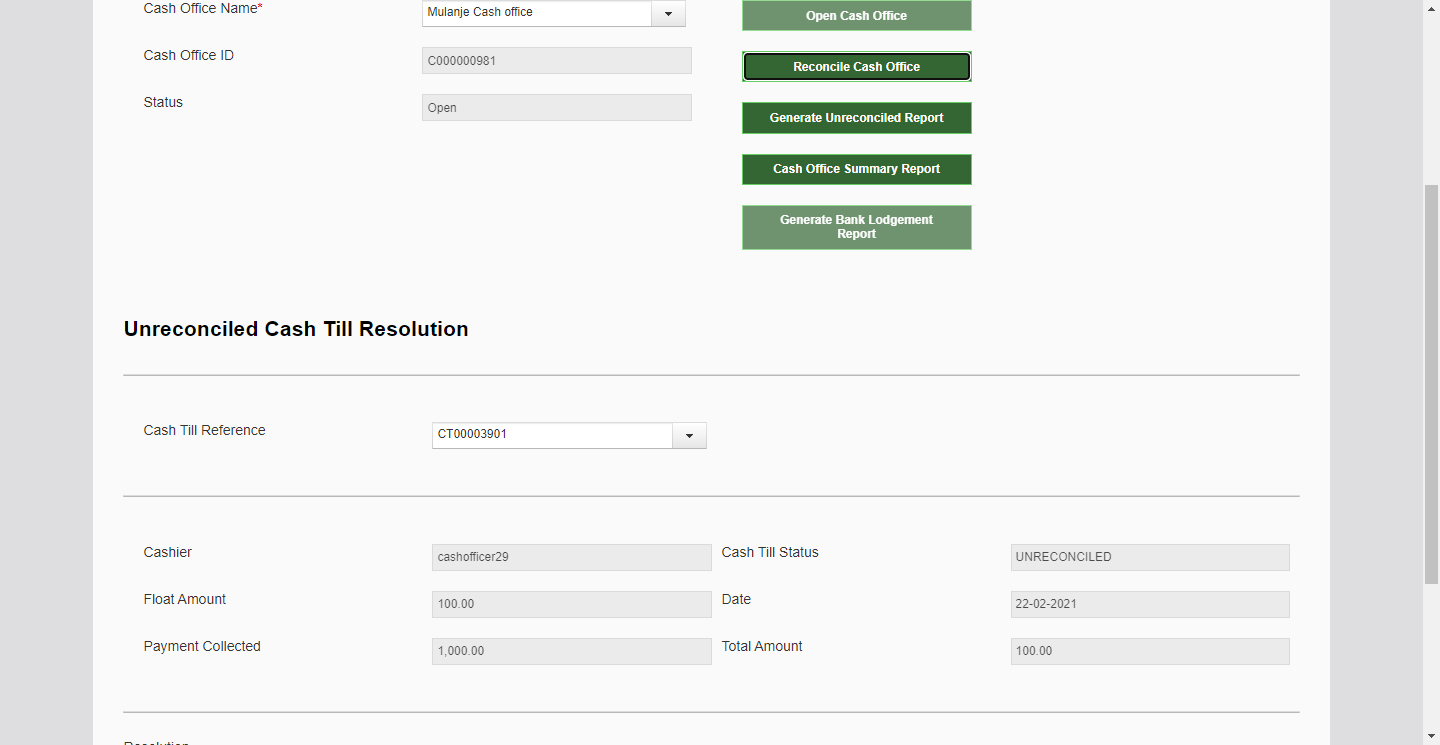 Cash Office Name*
Mulanje Cash office
Open Cash Office
Cash Office ID
C000000981
Reconcile Cash Office
Status
Open
Generate Unreconciled Report
Cash Office Summary Report
Generate Bank Lodgement
Report
Unreconciled Cash Till Resolution
Cash Till Reference
CT00003901
Cashier
cashofficer29
Cash Till Status
UNRECONCILED
Float Amount
100.00
Date
22-02-2021
Payment Collected
1,000.00
Total Amount
100.00
Resolution